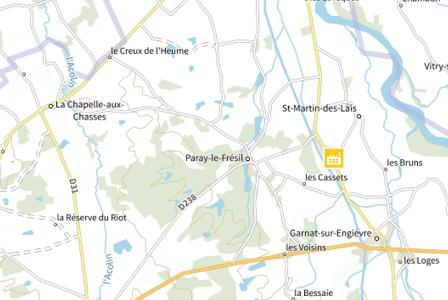 le Creux de l'Heume
l'Acolin
Vitry-s
La Chapelle-aux-
Chasses
St-Martin-des-Lais
Paray-le-Frésil
les Bruns
les Cassets
D31
D238
la Réserve du Riot
Garnat-sur-Engièvre
les Voisins
l'Acolin
les Loges
la Bessaie